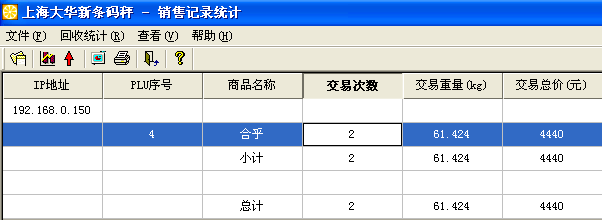 上海大华新条码秤 - 销售记录统计
文件(F) 回收统计(R) 查看(V) 帮助(H)
IP地址 PLU序号 商品名称 交易次数 交易重量(kg) 交易总价(元)
192.168.0.150
4 合乎 2 61.424 4440
小计 2 61.424 4440
总计 2 61.424 4440